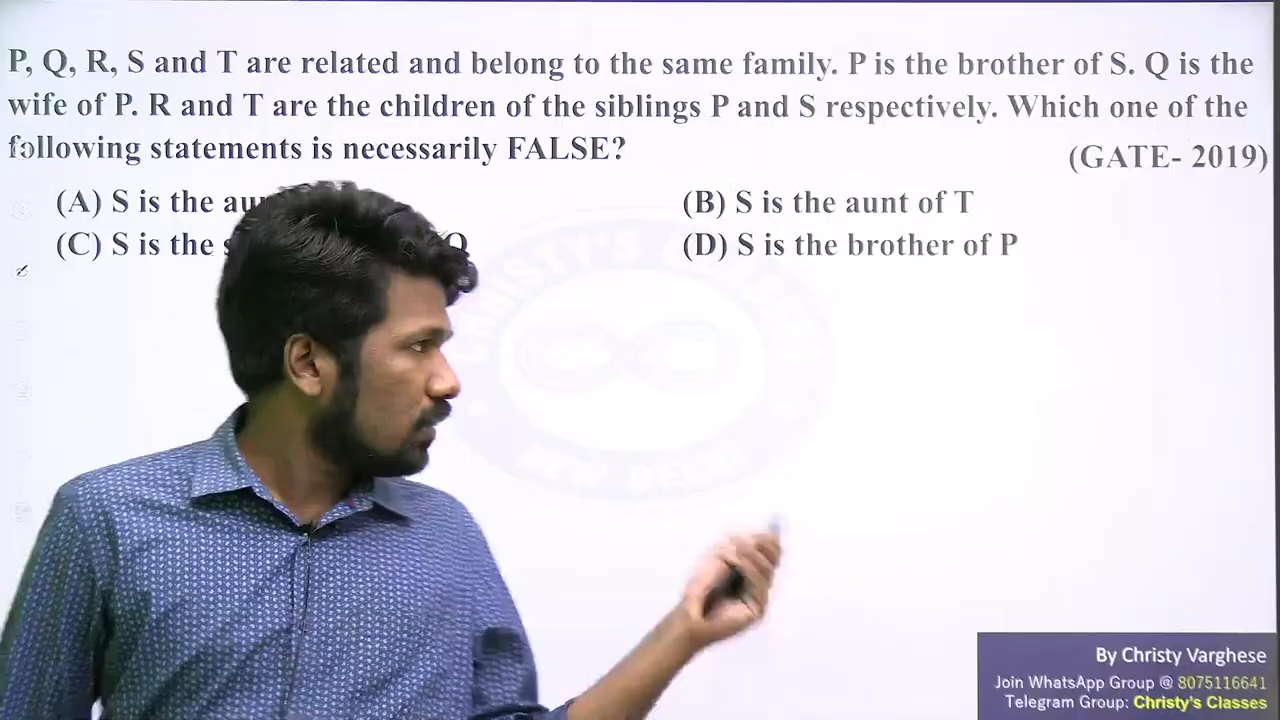 P, Q, R, S and T are related and belong to the same family. P is the brother of S. Q is the
wife of P. R and T are the children of the siblings P and S respectively. Which one of the
following statements is necessarily FALSE?
(GATE- 2019)
(A) S is the
(B) S is the aunt of T
(C) S is the Q
(D) S is the brother of P
By Christy Varghese
Join WhatsApp Group @ 8075116641
Telegram Group: Christy's Classes